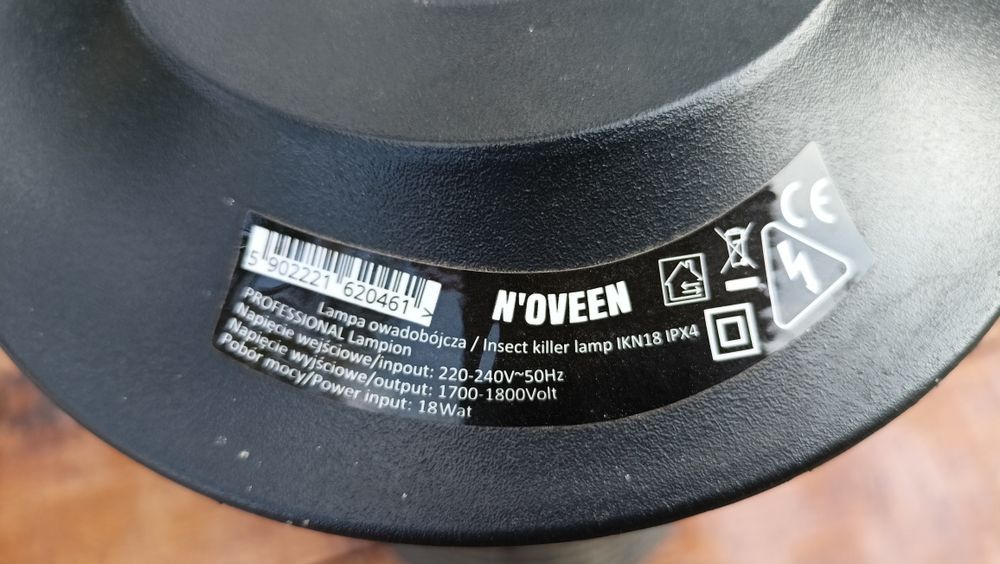 5 902221 620461 >
N'OVEEN
CE
Lampa owadobójcza / Insect killer lamp IKN18 IPX4
PROFESSIONAL Lampion
Napięcie wejściowe/inpout: 220-240V~50Hz
Napięcie wyjściowe/output: 1700-1800Volt
Pobór mocy/Power input: 18Wat